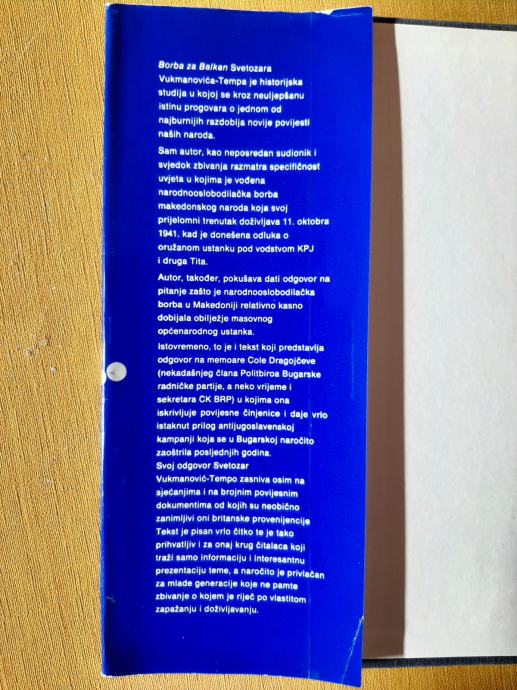 Borba za Balkan Svetozara
Vukmanovića-Tempa je historijska
studija u kojoj se kroz neuljepšanu
istinu progovara o jednom od
najburnijih razdoblja novije povijesti
naših naroda.
Sam autor, kao neposredan sudionik i
svjedok zbivanja razmatra specifičnost
uvjeta u kojima je vođena
narodnooslobodilačka borba
makedonskog naroda koja svoj
prijelomni trenutak doživljava 11. oktobra
1941. kad je donešena odluka o
oružanom ustanku pod vodstvom KPJ
i druga Tita.
Autor, također, pokušava dati odgovor na
pitanje zašto je narodnooslobodilačka
borba u Makedoniji relativno kasno
dobijala obilježje masovnog
općenarodnog ustanka.
Istovremeno, to je i tekst koji predstavlja
odgovor na memoare Cole Dragojčeve
(nekadašnjeg člana Politbiroa Bugarske
radničke partije, a neko vrijeme i
sekretara CK BRP) u kojima ona
iskrivljuje povijesne činjenice i daje vrlo
istaknut prilog antijugoslavenskoj
kampanji koja se u Bugarskoj naročito
zaoštrila posljednjih godina.
Svoj odgovor Svetozar
Vukmanović-Tempo zasniva osim na
sjećanjima i na brojnim povijesnim
dokumentima od kojih su neobično
zanimljivi oni britanske provenijencije
Tekst je pisan vrlo čitko te je tako
prihvatljiv i za onaj krug čitalaca koji
traži samo informaciju i interesantnu
prezentaciju teme, a naročito je privlačan
za mlade generacije koje ne pamte
zbivanje o kojem je riječ po vlastitom
zapažanju i doživljavanju.